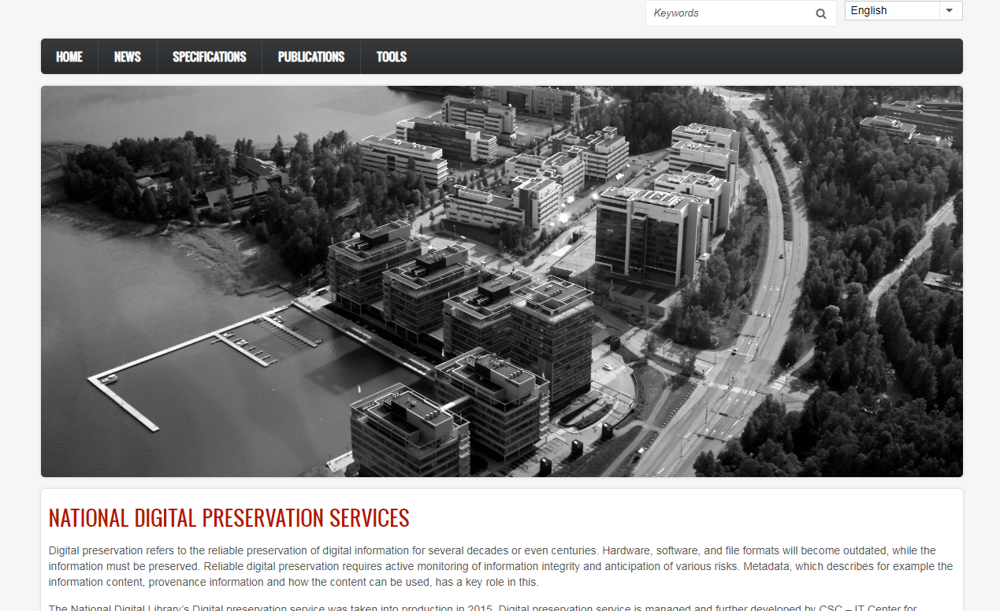 Keywords
English
HOME
NEWS
SPECIFICATIONS
PUBLICATIONS
TOOLS
NATIONAL DIGITAL PRESERVATION SERVICES
Digital preservation refers to the reliable preservation of digital information for several decades or even centuries. Hardware, software, and file formats will become outdated, while the
information must be preserved. Reliable digital preservation requires active monitoring of information integrity and anticipation of various risks. Metadata, which describes for example the
information content, provenance information and how the content can be used, has a key role in this.
The National Digital Library's Digital preservation service was taken into production in 2015. Digital preservation service is managed and further developed by CSC – IT Center for